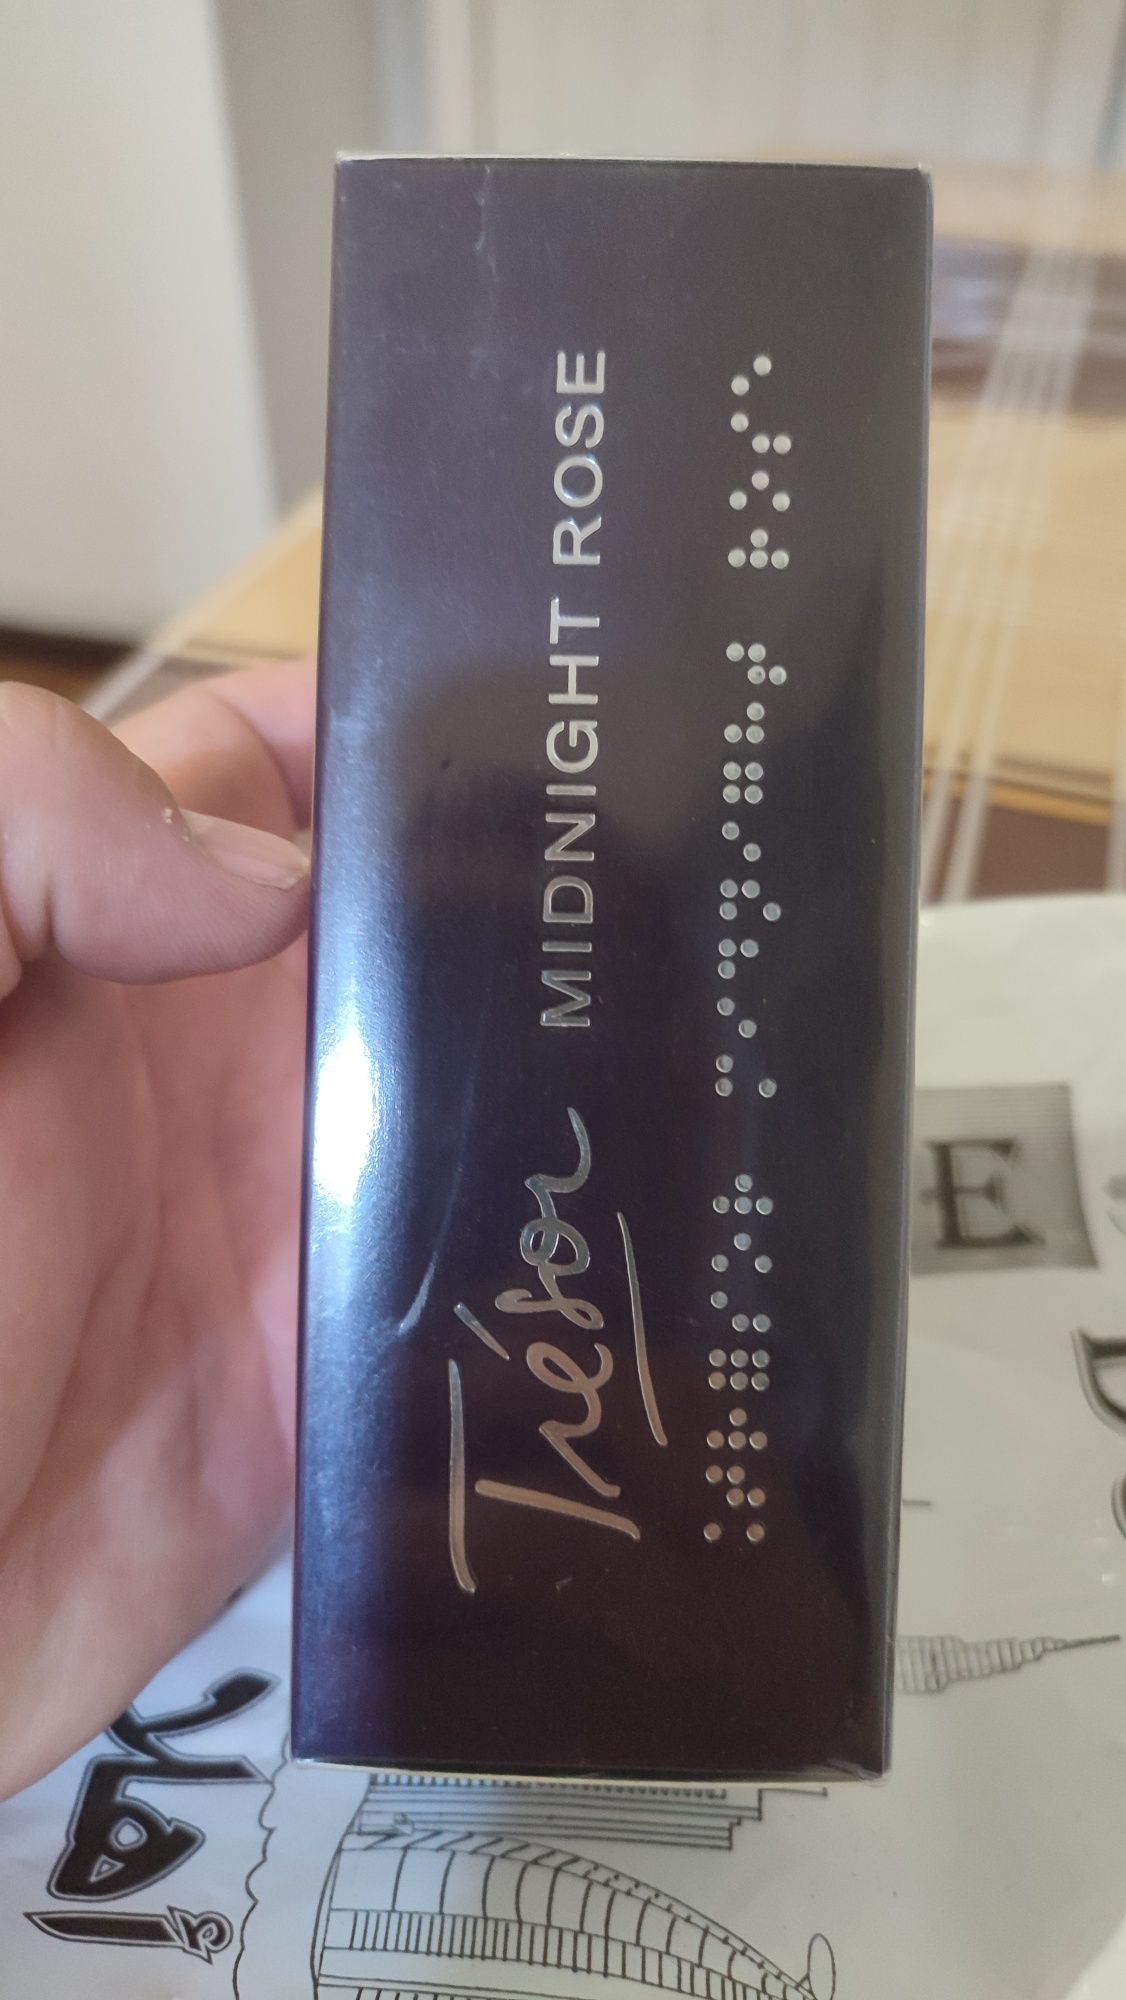 Trésor MIDNIGHT ROSE
⠨⠞⠗⠿⠎⠕⠗ ⠍⠊⠙⠝⠊⠛⠓⠞ ⠗⠕⠎⠑
E